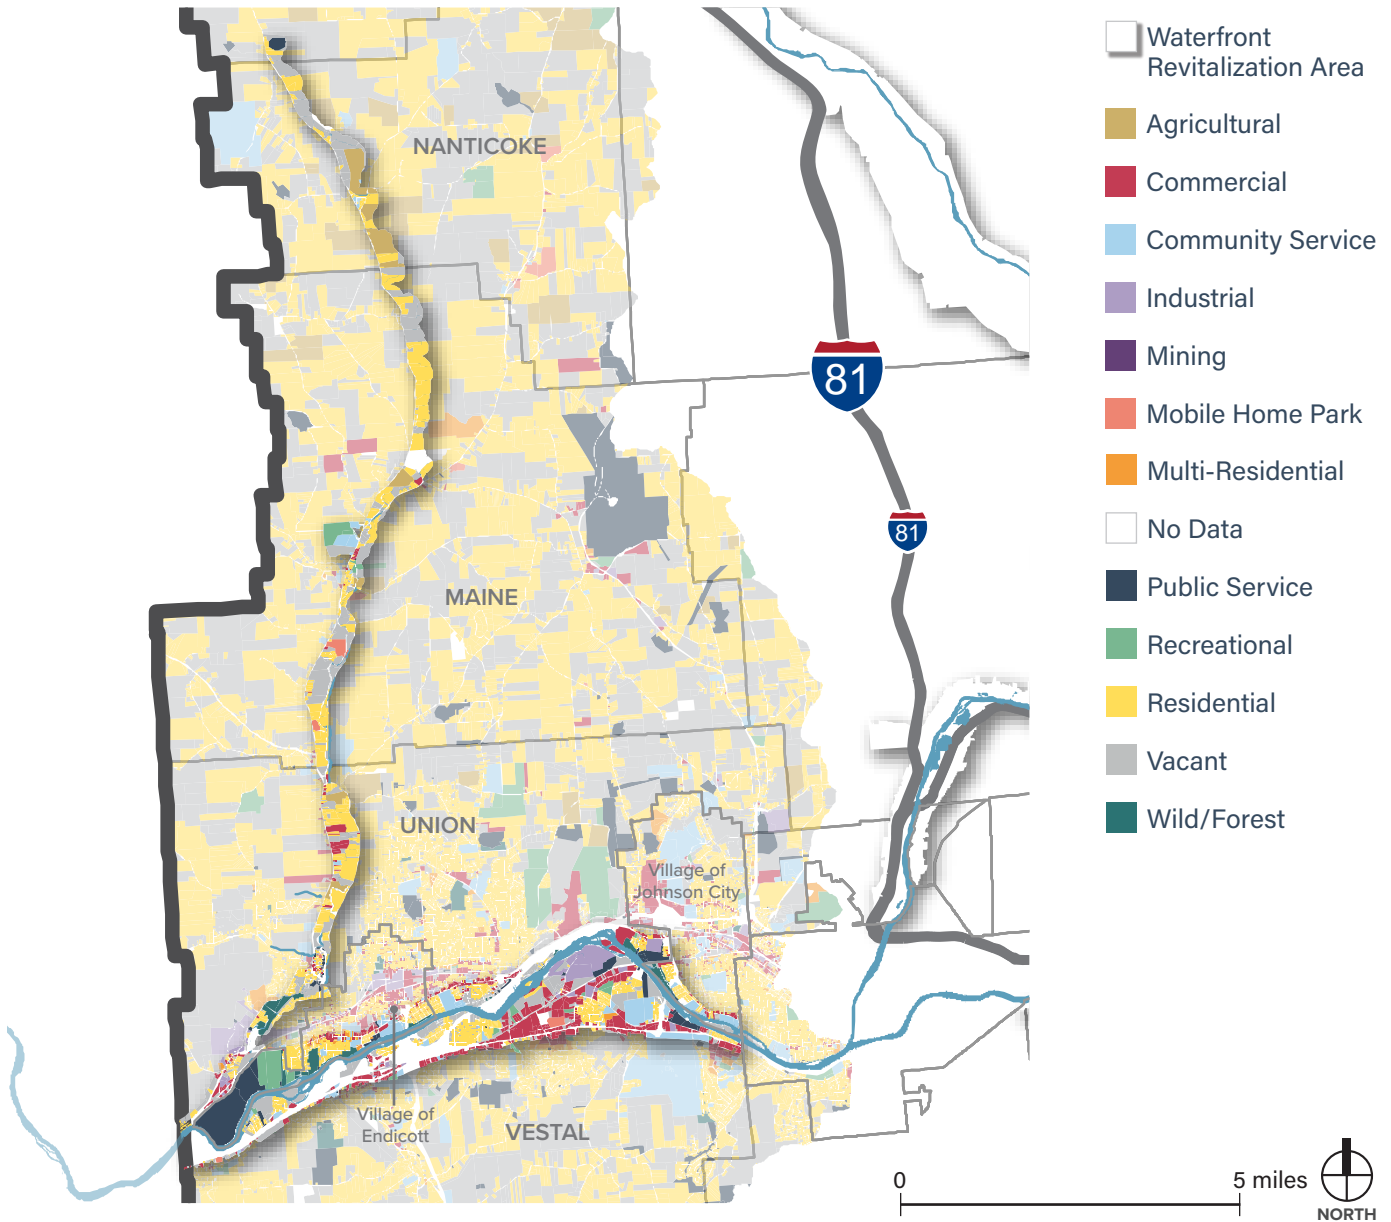 Waterfront
Revitalization Area
Agricultural
Commercial
Community Service
Industrial
Mining
Mobile Home Park
Multi-Residential
No Data
Public Service
Recreational
Residential
Vacant
Wild/Forest
NANTICOKE
81
81
MAINE
UNION
Village of
Johnson City
Village of
Endicott
VESTAL
0
5 miles
NORTH